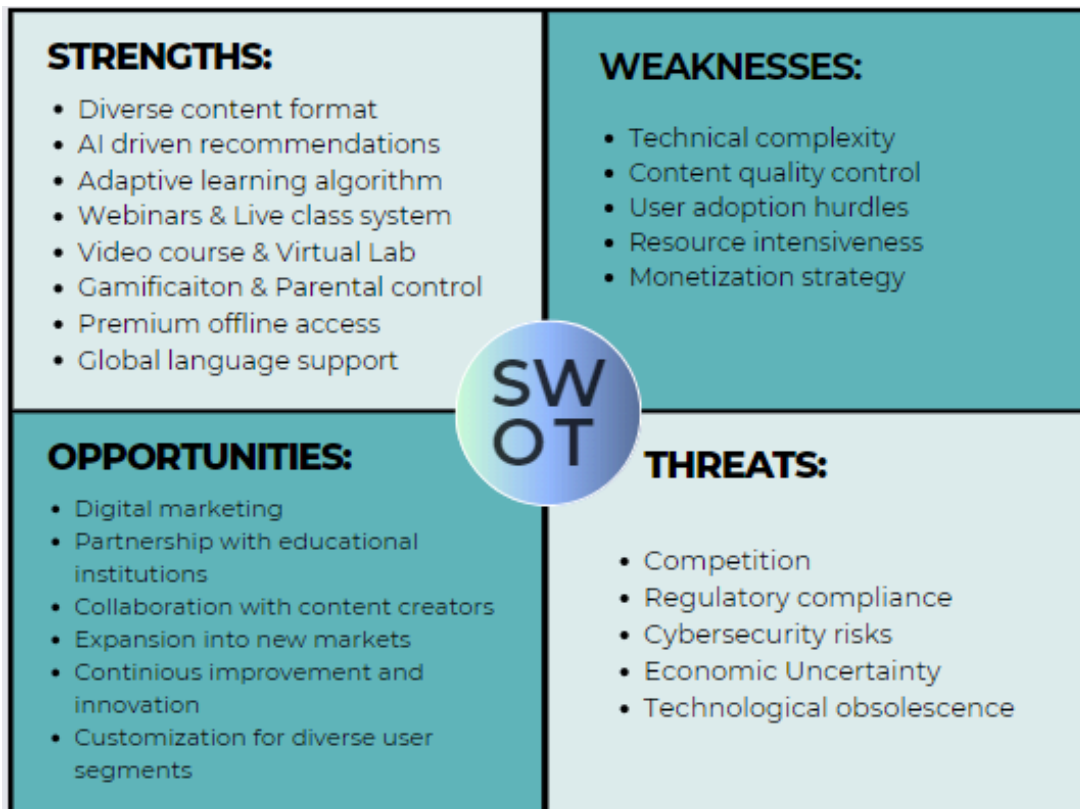 STRENGTHS:
• Diverse content format
• AI driven recommendations
• Adaptive learning algorithm
• Webinars & Live class system
• Video course & Virtual Lab
• Gamificaiton & Parental control
• Premium offline access
• Global language support
WEAKNESSES:
• Technical complexity
• Content quality control
• User adoption hurdles
• Resource intensiveness
• Monetization strategy
SW
OT
OPPORTUNITIES:
• Digital marketing
• Partnership with educational
institutions
• Collaboration with content creators
• Expansion into new markets
• Continious improvement and
innovation
• Customization for diverse user
segments
THREATS:
• Competition
• Regulatory compliance
• Cybersecurity risks
• Economic Uncertainty
• Technological obsolescence